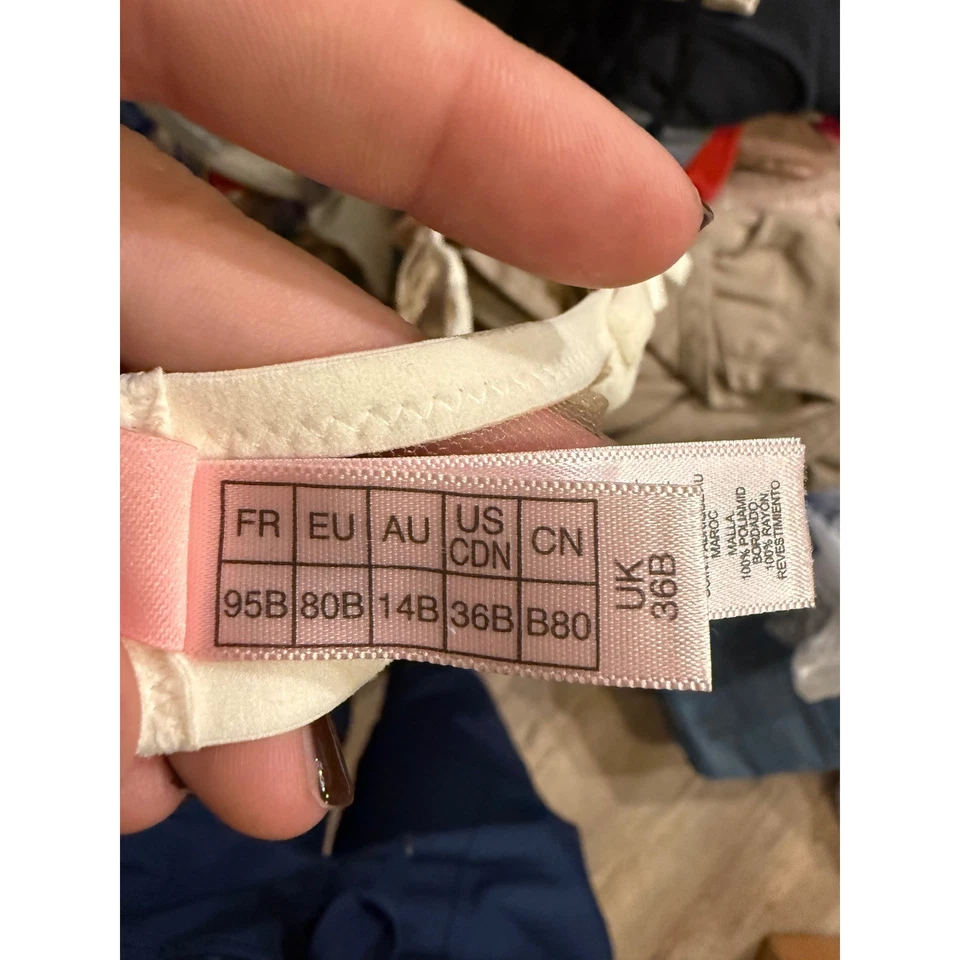 FR EU AU US CDN CN
95B 80B 14B 36B B80
UK
36B
MAROC
MALLA
100% POLIAMID
BORDADO:
100% RAYON
REVESTIMIENTO